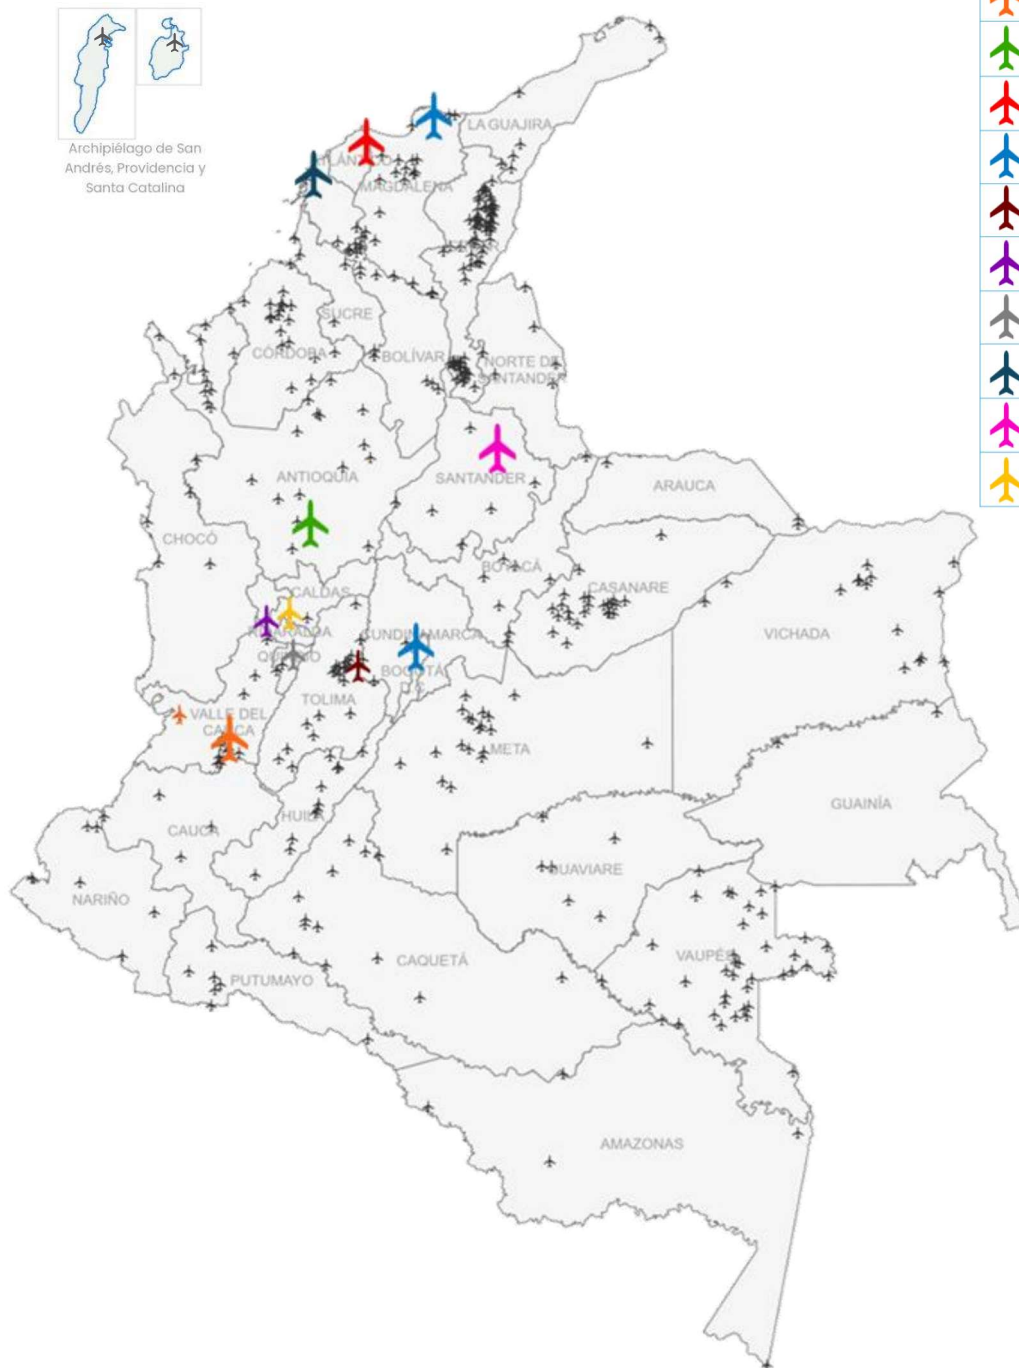 Archipiélago de San
Andrés, Providencia y
Santa Catalina
LA GUAJIRA
MAGDALENA
SUCRE
CÓRDOBA
BOLÍVAR
NORTE DE
SANTANDER
ANTIOQUIA
SANTANDER
ARAUCA
CHOCÓ
BOYACÁ
CALDAS
CASANARE
CUNDINAMARCA
VICHADA
BOGOTÁ
TOLIMA
VALLE DEL
CAUCA
META
GUAINÍA
HUILA
CAUCA
GUAVIARE
NARIÑO
VAUPÉS
CAQUETÁ
PUTUMAYO
AMAZONAS